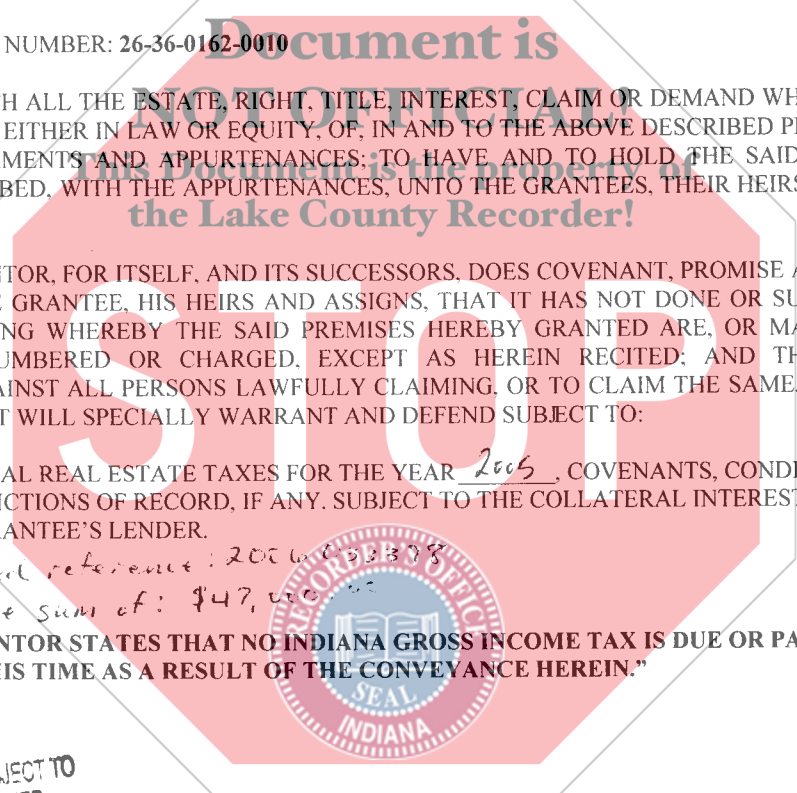 NUMBER: 26-36-0162-0010
Document is
NOT OFFICIAL!
This Document is the property of
the Lake County Recorder!
H ALL THE ESTATE, RIGHT, TITLE, INTEREST, CLAIM OR DEMAND WH
EITHER IN LAW OR EQUITY, OF, IN AND TO THE ABOVE DESCRIBED P
MENTS AND APPURTENANCES; TO HAVE AND TO HOLD THE SAID
BED, WITH THE APPURTENANCES, UNTO THE GRANTEES, THEIR HEIRS
TOR, FOR ITSELF, AND ITS SUCCESSORS, DOES COVENANT, PROMISE A
E GRANTEE, HIS HEIRS AND ASSIGNS, THAT IT HAS NOT DONE OR SU
NG WHEREBY THE SAID PREMISES HEREBY GRANTED ARE, OR MA
UMBERED OR CHARGED, EXCEPT AS HEREIN RECITED; AND TH
AINST ALL PERSONS LAWFULLY CLAIMING, OR TO CLAIM THE SAME
T WILL SPECIALLY WARRANT AND DEFEND SUBJECT TO:
STOP
AL REAL ESTATE TAXES FOR THE YEAR 2005, COVENANTS, CONDI
CTIONS OF RECORD, IF ANY. SUBJECT TO THE COLLATERAL INTEREST
ANTEE'S LENDER.
reference:
sum of: $47,
NTOR STATES THAT NO INDIANA GROSS INCOME TAX IS DUE OR PA
IS TIME AS A RESULT OF THE CONVEYANCE HEREIN."
RECORDER'S OFFICE
SEAL
INDIANA
JECT TO